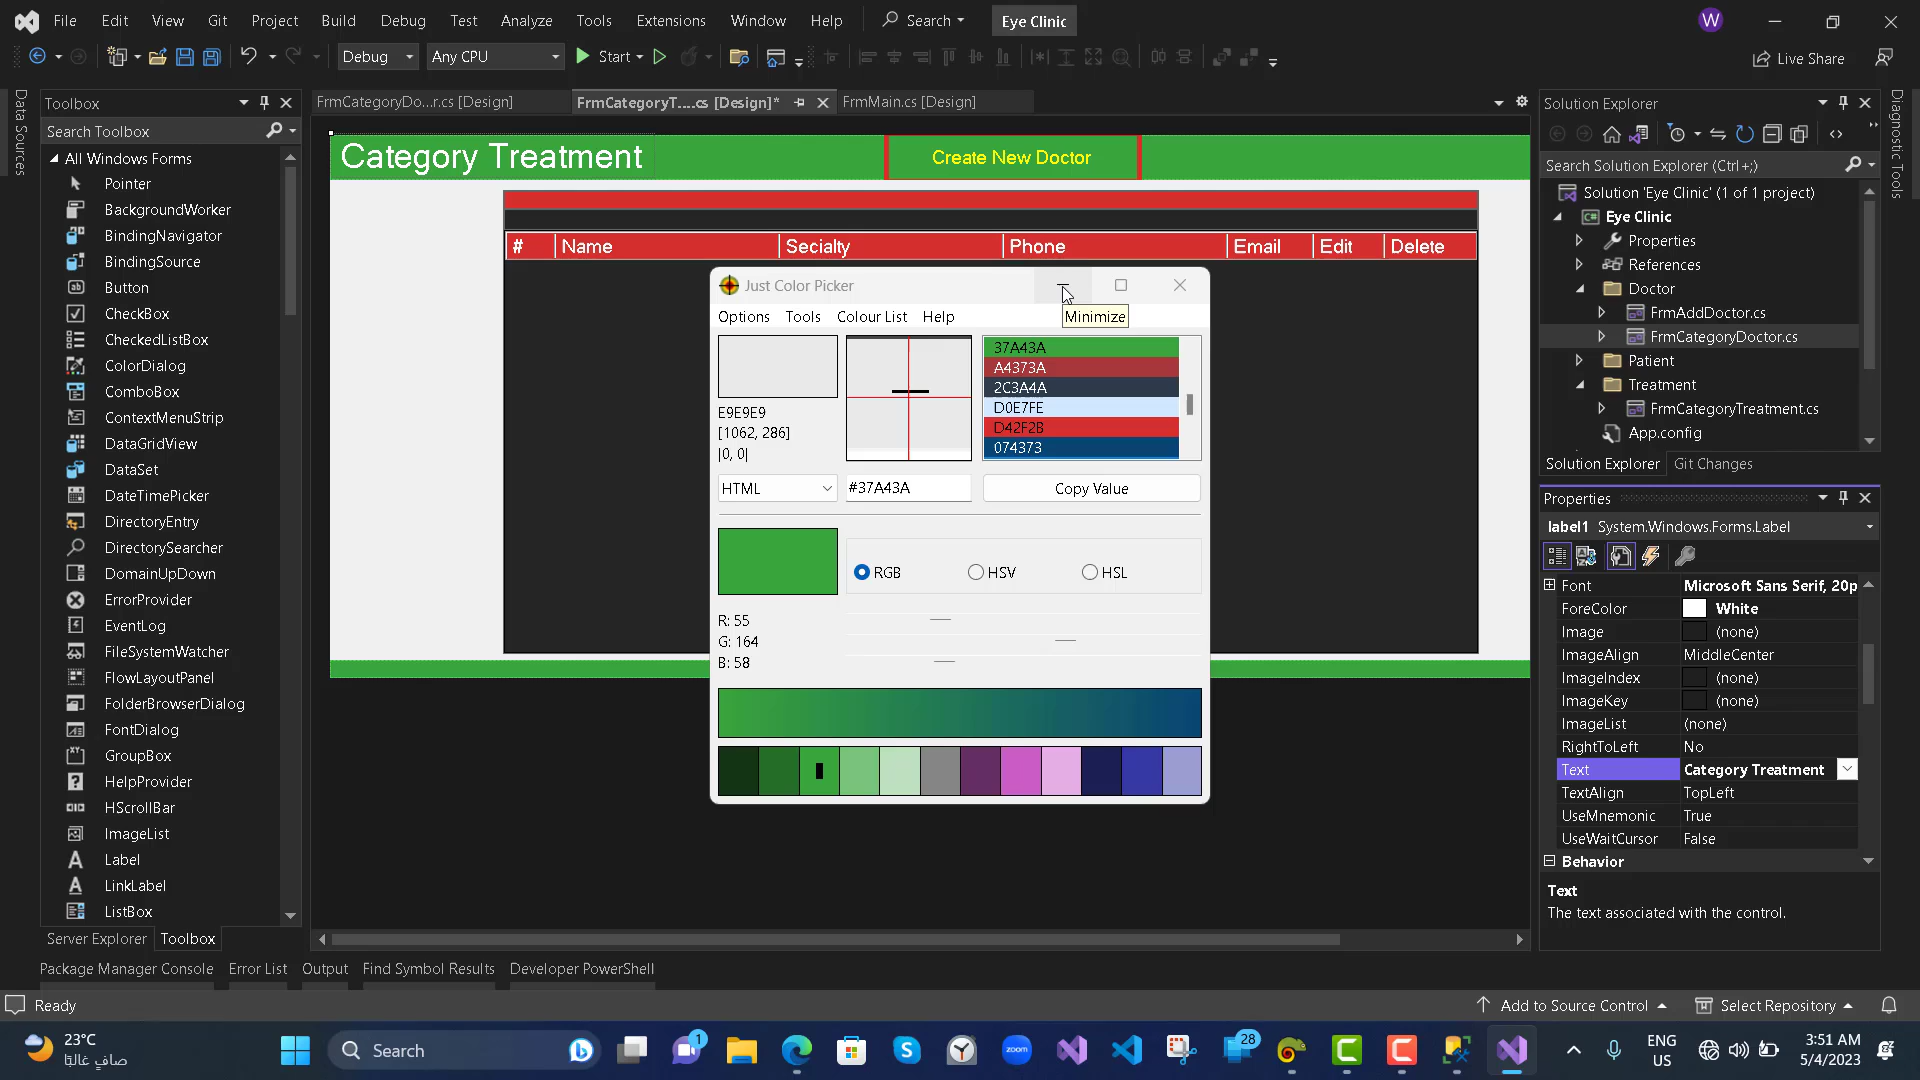 File Edit View Git Project Build Debug Test Analyze Tools Extensions Window Help Search Eye Clinic W
Debug Any CPU Start Live Share
Data Sources
Toolbox
Search Toolbox
All Windows Forms
Pointer
BackgroundWorker
BindingNavigator
BindingSource
Button
CheckBox
CheckedListBox
ColorDialog
ComboBox
ContextMenuStrip
DataGridView
DataSet
DateTimePicker
DirectoryEntry
DirectorySearcher
DomainUpDown
ErrorProvider
EventLog
FileSystemWatcher
FlowLayoutPanel
FolderBrowserDialog
FontDialog
GroupBox
HelpProvider
HScrollBar
ImageList
Label
LinkLabel
ListBox
Server Explorer Toolbox
FrmCategoryDo...r.cs [Design] FrmCategoryT....cs [Design]* FrmMain.cs [Design]
Category Treatment Create New Doctor
# Name Secialty Phone Email Edit Delete
Just Color Picker
Minimize
Options Tools Colour List Help
37A43A
A4373A
2C3A4A
D0E7FE
D42F2B
074373
E9E9E9
[1062, 286]
|0, 0|
HTML #37A43A Copy Value
RGB HSV HSL
R: 55
G: 164
B: 58
Solution Explorer
Search Solution Explorer (Ctrl+;)
Solution 'Eye Clinic' (1 of 1 project)
Eye Clinic
Properties
References
Doctor
FrmAddDoctor.cs
FrmCategoryDoctor.cs
Patient
Treatment
FrmCategoryTreatment.cs
App.config
Solution Explorer Git Changes
Properties
label1 System.Windows.Forms.Label
Font Microsoft Sans Serif, 20p
ForeColor White
Image (none)
ImageAlign MiddleCenter
ImageIndex (none)
ImageKey (none)
ImageList (none)
RightToLeft No
Text Category Treatment
TextAlign TopLeft
UseMnemonic True
UseWaitCursor False
Behavior
Text
The text associated with the control.
Diagnostic Tools
Package Manager Console Error List Output Find Symbol Results Developer PowerShell
Ready Add to Source Control Select Repository
23°C
صافٍ غالبًا
Search 1 zoom 28
ENG
US
3:51 AM
5/4/2023